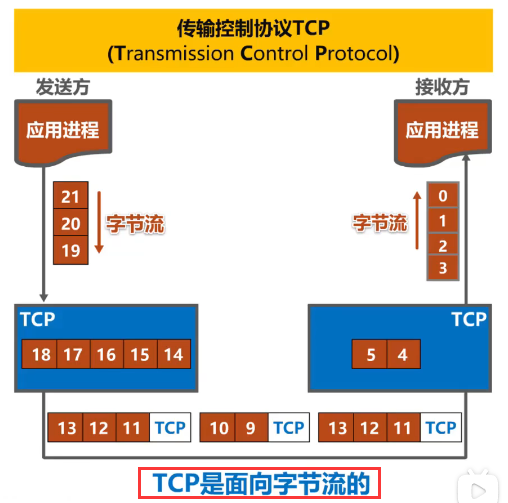 传输控制协议TCP
(Transmission Control Protocol)
发送方
接收方
应用进程
应用进程
21
20
19
字节流
字节流
0
1
2
3
TCP
18 17 16 15 14
TCP
5 4
13 12 11 TCP
10 9 TCP
13 12 11 TCP
TCP是面向字节流的